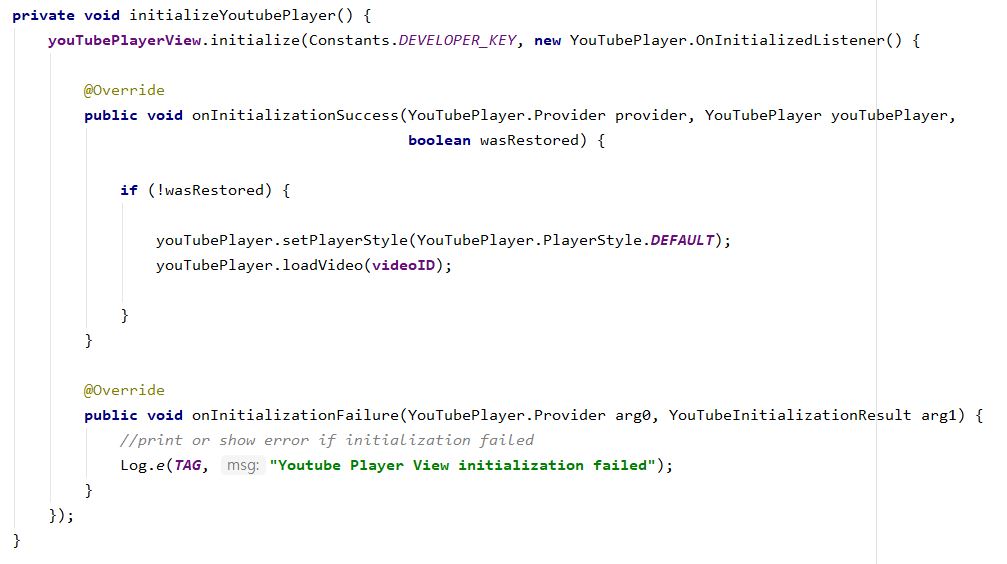 private void initializeYoutubePlayer() {
youTubePlayerView.initialize(Constants.DEVELOPER_KEY, new YouTubePlayer.OnInitializedListener() {
@Override
public void onInitializationSuccess(YouTubePlayer.Provider provider, YouTubePlayer youTubePlayer,
boolean wasRestored) {
if (!wasRestored) {
youTubePlayer.setPlayerStyle(YouTubePlayer.PlayerStyle.DEFAULT);
youTubePlayer.loadVideo(videoID);
}
}
@Override
public void onInitializationFailure(YouTubePlayer.Provider arg0, YouTubeInitializationResult arg1) {
//print or show error if initialization failed
Log.e(TAG, msg: "Youtube Player View initialization failed");
}
});
}